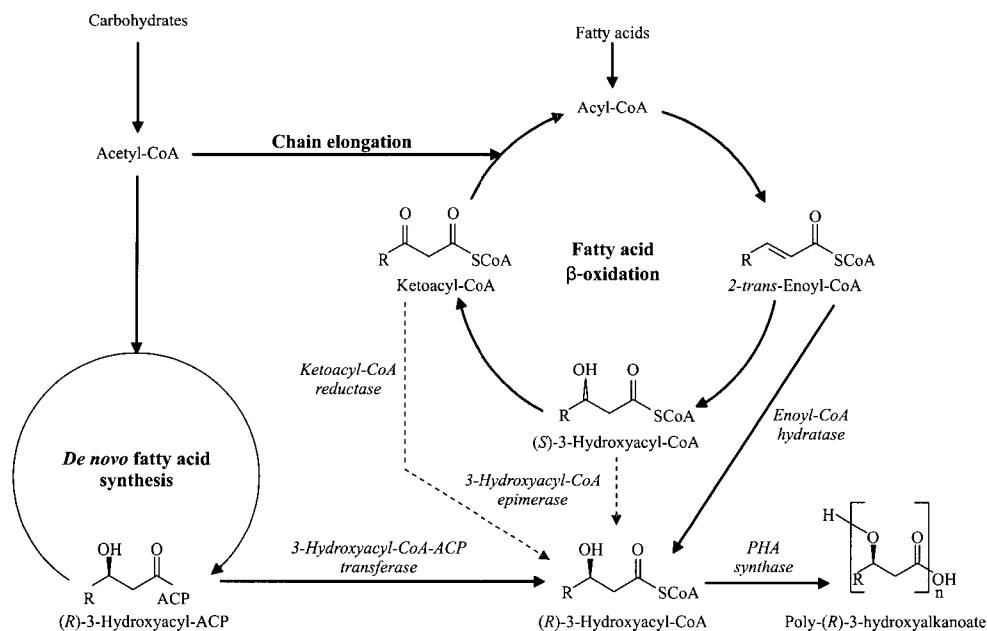 Carbohydrates
Fatty acids
Acyl-CoA
Acetyl-CoA
Chain elongation
O O
R
SCoA
Ketoacyl-CoA
Fatty acid
β-oxidation
O
R
SCoA
2-trans-Enoyl-CoA
Ketoacyl-CoA
reductase
OH O
R
SCoA
(S)-3-Hydroxyacyl-CoA
Enoyl-CoA
hydratase
De novo fatty acid
synthesis
3-Hydroxyacyl-CoA
epimerase
OH O
R
ACP
(R)-3-Hydroxyacyl-ACP
3-Hydroxyacyl-CoA-ACP
transferase
OH O
R
SCoA
(R)-3-Hydroxyacyl-CoA
PHA
synthase
H
O O
R
OH
n
Poly-(R)-3-hydroxyalkanoate